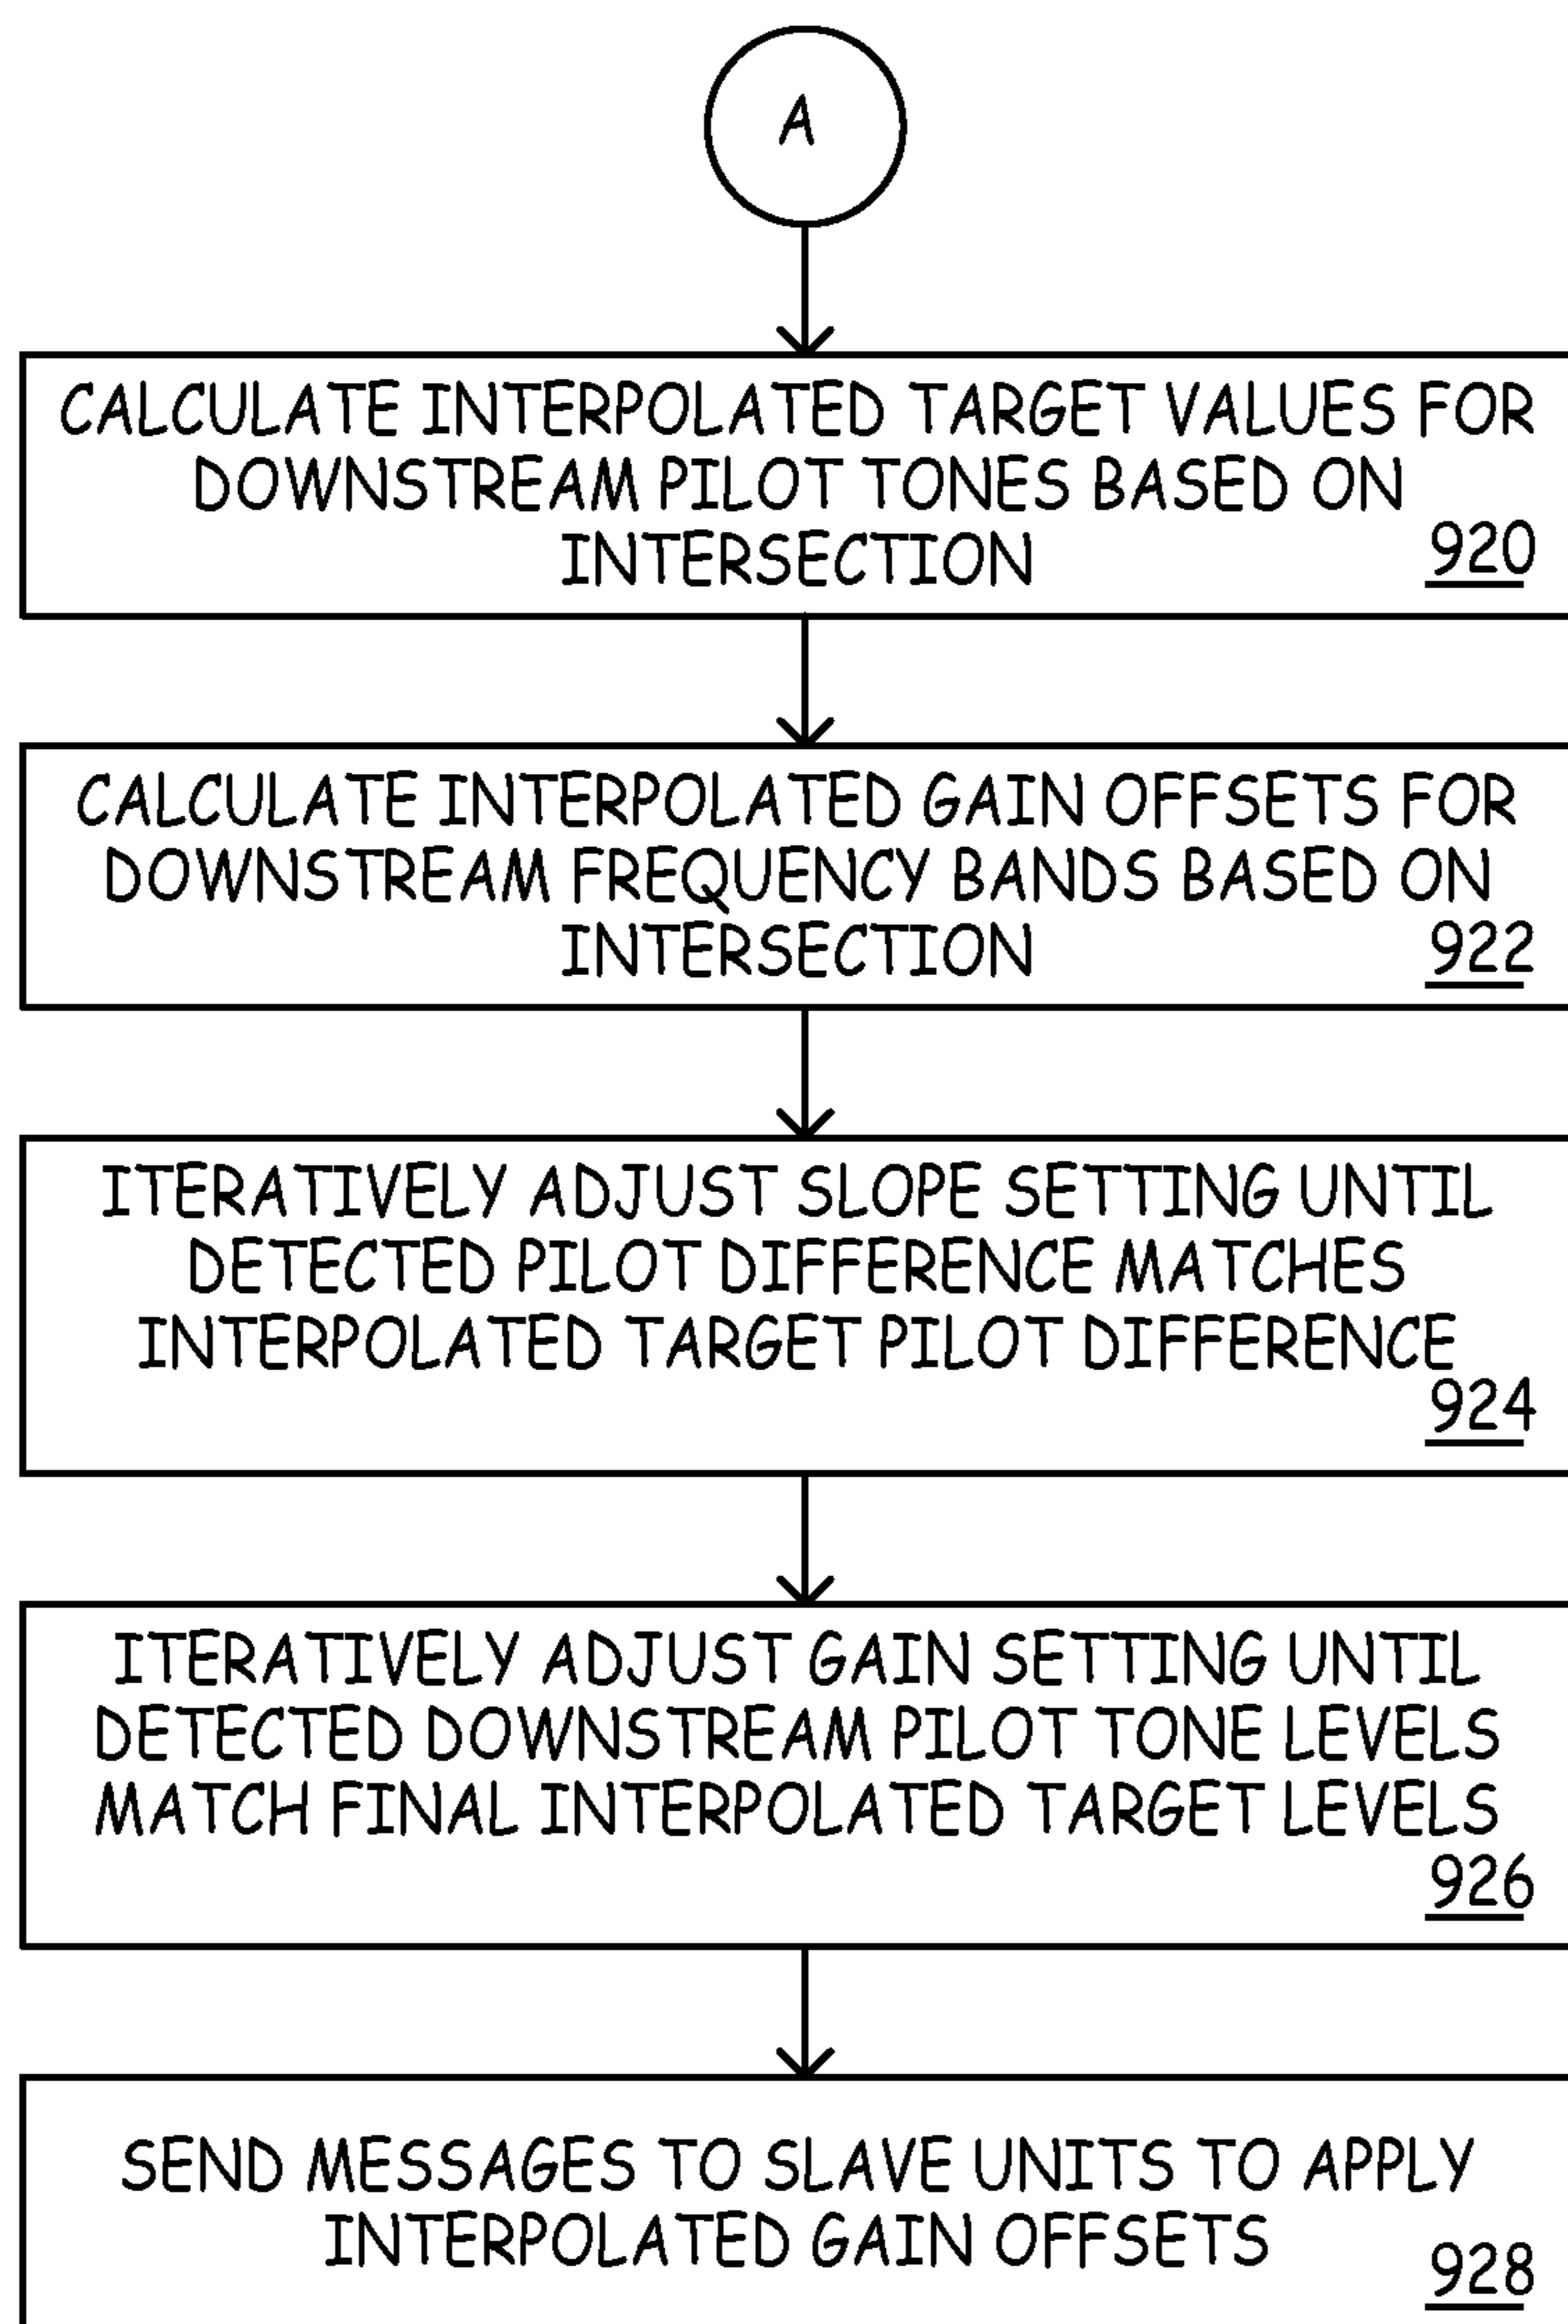 A
CALCULATE INTERPOLATED TARGET VALUES FOR
DOWNSTREAM PILOT TONES BASED ON
INTERSECTION
920
CALCULATE INTERPOLATED GAIN OFFSETS FOR
DOWNSTREAM FREQUENCY BANDS BASED ON
INTERSECTION
922
ITERATIVELY ADJUST SLOPE SETTING UNTIL
DETECTED PILOT DIFFERENCE MATCHES
INTERPOLATED TARGET PILOT DIFFERENCE
924
ITERATIVELY ADJUST GAIN SETTING UNTIL
DETECTED DOWNSTREAM PILOT TONE LEVELS
MATCH FINAL INTERPOLATED TARGET LEVELS
926
SEND MESSAGES TO SLAVE UNITS TO APPLY
INTERPOLATED GAIN OFFSETS
928